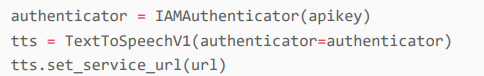 authenticator = IAMAuthenticator(apikey)
tts = TextToSpeechV1(authenticator=authenticator)
tts.set_service_url(url)